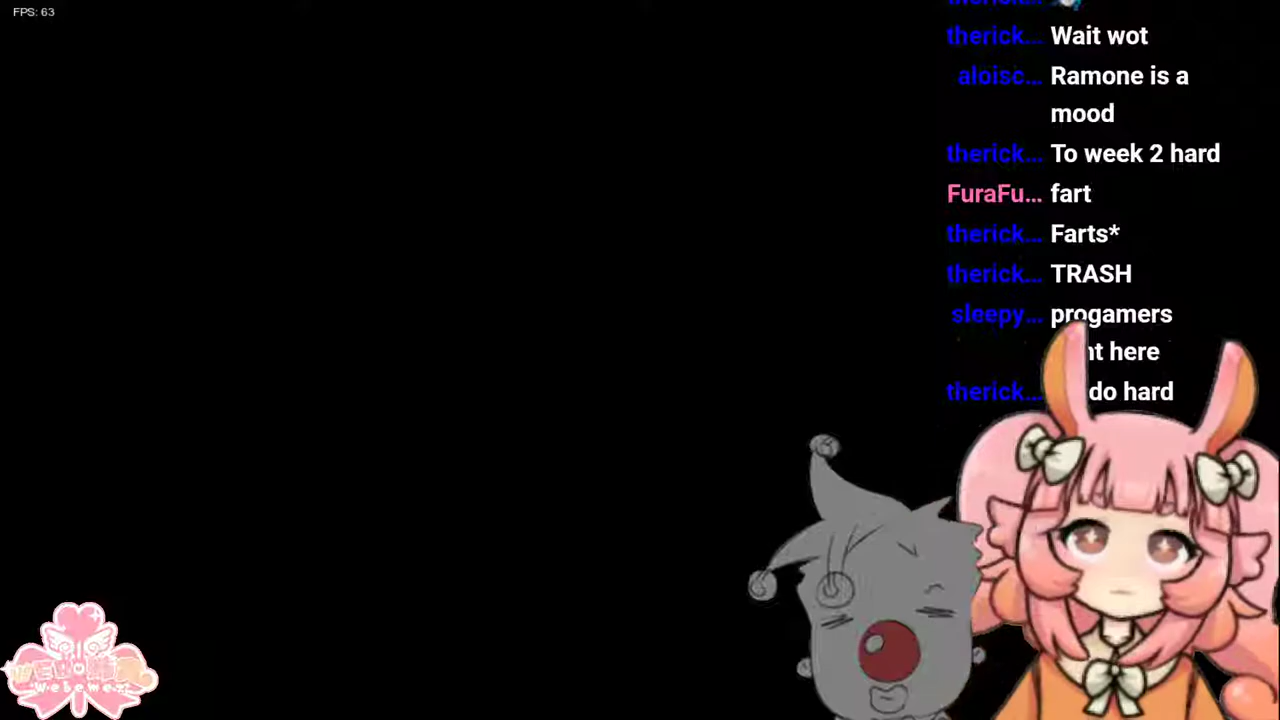 FPS: 63
therick… Wait wot
aloisc… Ramone is a
mood
therick… To week 2 hard
FuraFu… fart
therick… Farts*
therick… TRASH
sleepy… progamers
here
therick… do hard
Webemez